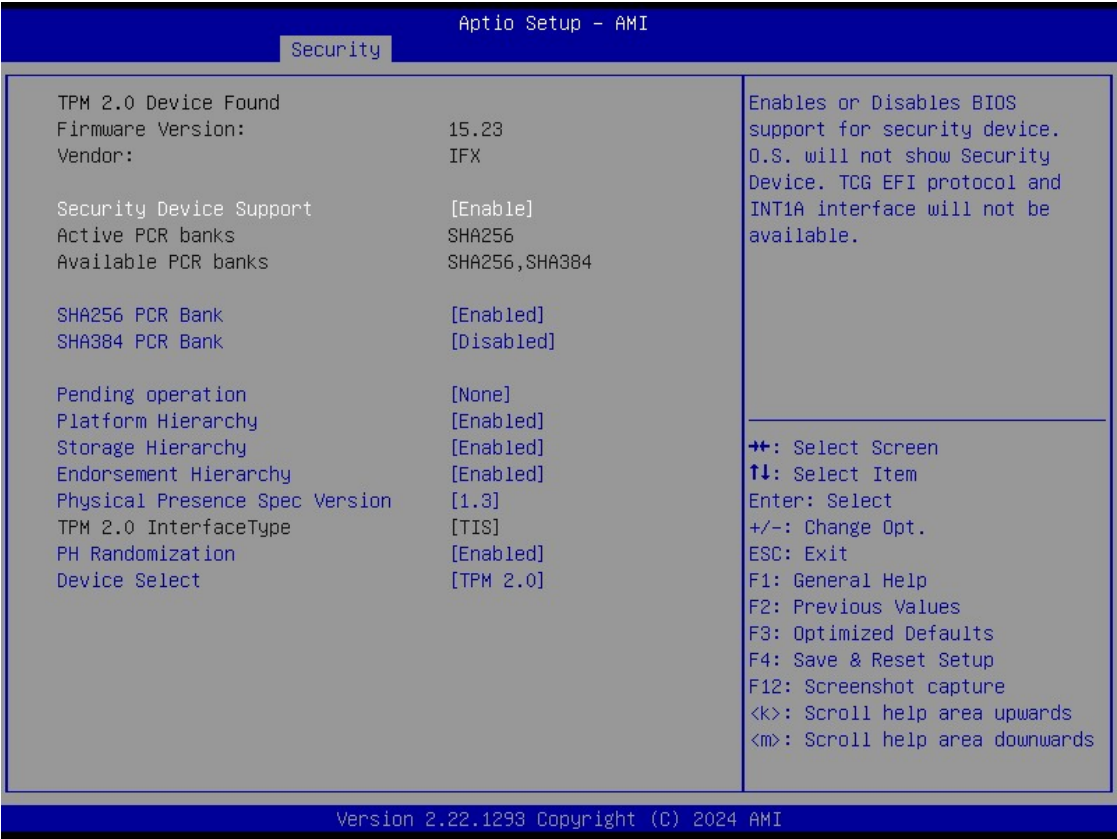 Aptio Setup – AMI
Security
TPM 2.0 Device Found
Firmware Version: 15.23
Vendor: IFX
Security Device Support [Enable]
Active PCR banks SHA256
Available PCR banks SHA256,SHA384
SHA256 PCR Bank [Enabled]
SHA384 PCR Bank [Disabled]
Pending operation [None]
Platform Hierarchy [Enabled]
Storage Hierarchy [Enabled]
Endorsement Hierarchy [Enabled]
Physical Presence Spec Version [1.3]
TPM 2.0 InterfaceType [TIS]
PH Randomization [Enabled]
Device Select [TPM 2.0]
Enables or Disables BIOS
support for security device.
O.S. will not show Security
Device. TCG EFI protocol and
INT1A interface will not be
available.
→←: Select Screen
↑↓: Select Item
Enter: Select
+/-: Change Opt.
ESC: Exit
F1: General Help
F2: Previous Values
F3: Optimized Defaults
F4: Save & Reset Setup
F12: Screenshot capture
<k>: Scroll help area upwards
<m>: Scroll help area downwards
Version 2.22.1293 Copyright (C) 2024 AMI